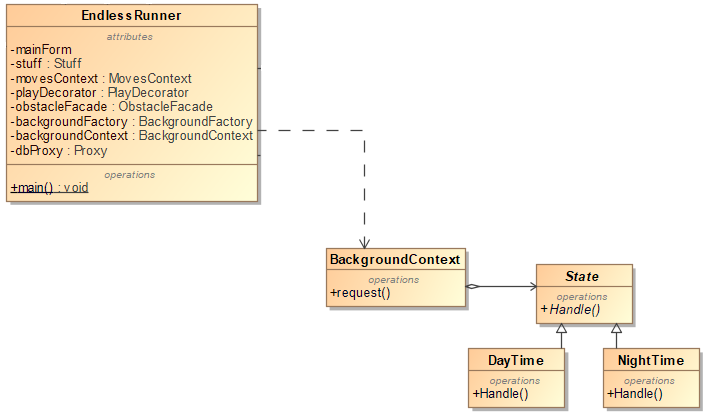 EndlessRunner
attributes
-mainForm
-stuff : Stuff
-movesContext : MovesContext
-playDecorator : PlayDecorator
-obstacleFacade : ObstacleFacade
-backgroundFactory : BackgroundFactory
-backgroundContext : BackgroundContext
-dbProxy : Proxy
operations
+main() : void
BackgroundContext
operations
+request()
State
operations
+Handle()
DayTime
operations
+Handle()
NightTime
operations
+Handle()